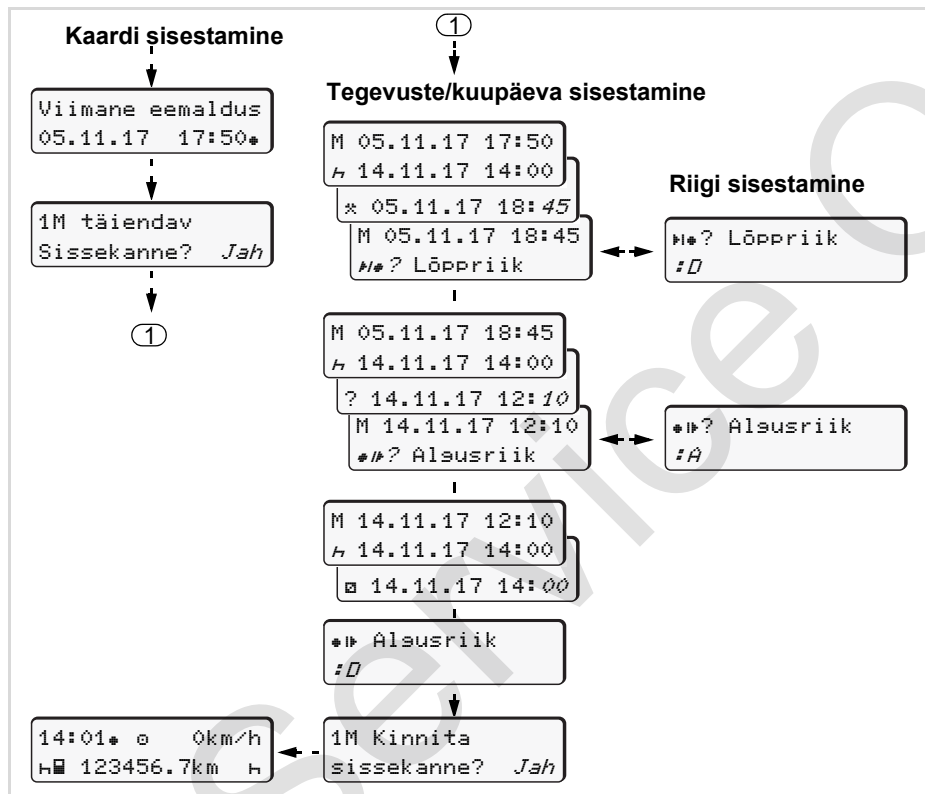 Kaardi sisestamine
Viimane eemaldus
05.11.17 17:50
1M täiendav
Sissekanne? Jah
1
1
Tegevuste/kuupäeva sisestamine
M 05.11.17 17:50
14.11.17 14:00
05.11.17 18:45
M 05.11.17 18:45
? Lõppriik
Riigi sisestamine
? Lõppriik
:D
M 05.11.17 18:45
14.11.17 14:00
? 14.11.17 12:10
M 14.11.17 12:10
? Algusriik
? Algusriik
:A
M 14.11.17 12:10
14.11.17 14:00
14.11.17 14:00
Algusriik
:D
1M Kinnita
sissekanne? Jah
14:01 0km/h
123456.7km
Service